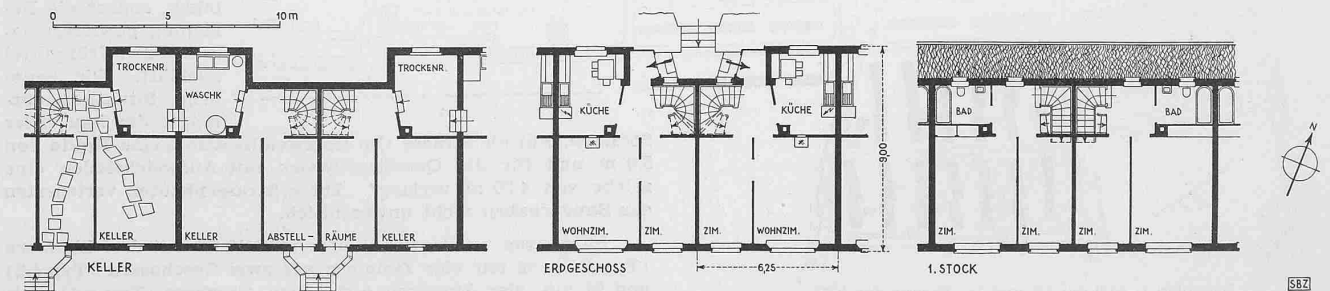 0 5 10 m
TROCKENR.
WASCHK.
TROCKENR.
KELLER
KELLER
ABSTELL-
RÄUME
KELLER
KELLER
KÜCHE
KÜCHE
WOHNZIM.
ZIM.
ZIM.
WOHNZIM.
ERDGESCHOSS
6,25
9,00
BAD
BAD
ZIM.
ZIM.
ZIM.
ZIM.
1. STOCK
N
SBZ